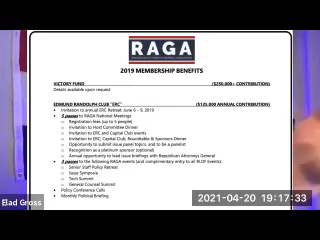 RAGA
2019 MEMBERSHIP BENEFITS
VICTORY FUND ($250,000+ CONTRIBUTION)
Details available upon request
EDMUND RANDOLPH CLUB "ERC" ($125,000 ANNUAL CONTRIBUTION)
• Invitation to annual ERC Retreat: June 6 – 9, 2019
• 5 passes to RAGA National Meetings
o Registration fees (up to 5 people)
o Invitation to Host Committee Dinner
o Invitation to ERC and Capital Club events
o Invitation to ERC, Capital Club, Roundtable & Sponsors Dinner
o Opportunity to submit issue panel topics, and to be a panelist
o Recognition as a platinum sponsor (optional)
o Annual opportunity to lead issue briefings with Republican Attorneys General
• 2 passes to the following RAGA events (and complimentary entry to all RLDF Events):
o Senior Staff Policy Retreat
o Issue Symposia
o Tech Summit
o General Counsel Summit
• Policy Conference Calls
• Monthly Political Briefing
Elad Gross
2021-04-20 19:17:33